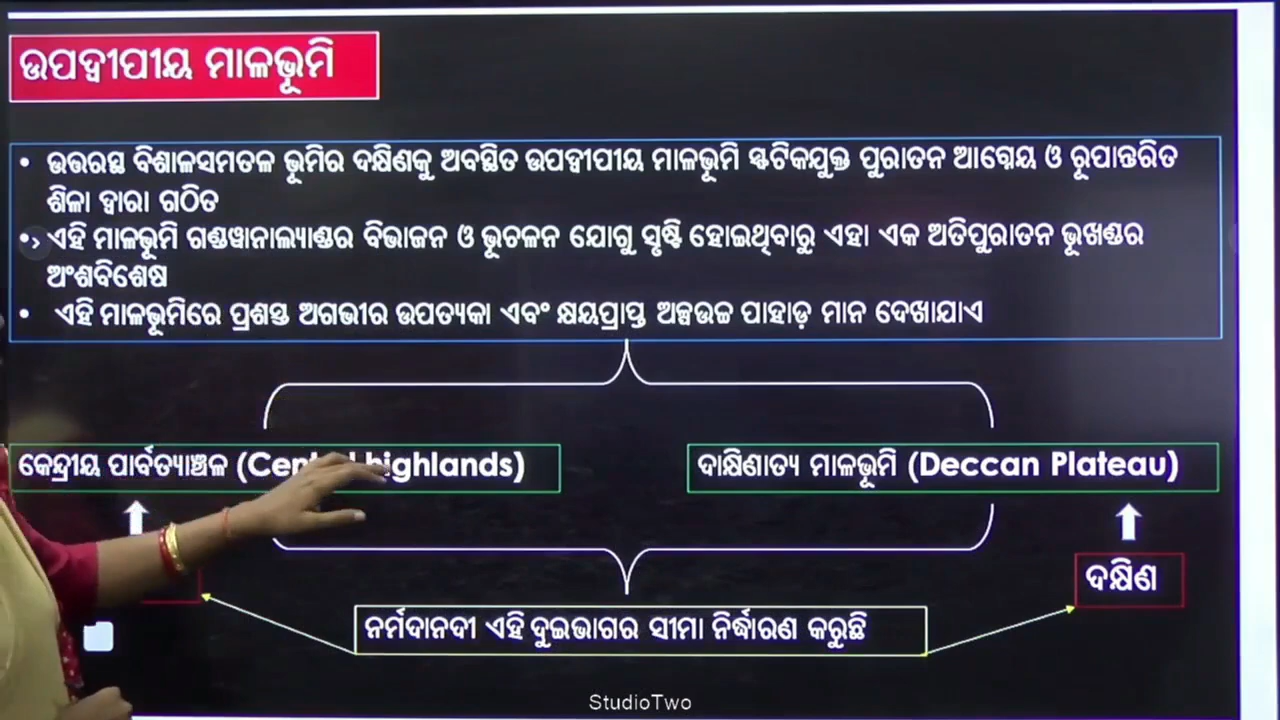 ଉପଦ୍ୱୀପୀୟ ମାଳଭୂମି
• ଉତ୍ତରସ୍ଥ ବିଶାଳସମତଳ ଭୂମିର ଦକ୍ଷିଣକୁ ଅବସ୍ଥିତ ଉପଦ୍ୱୀପୀୟ ମାଳଭୂମି ସ୍ଫଟିକଯୁକ୍ତ ପୁରାତନ ଆଗ୍ନେୟ ଓ ରୂପାନ୍ତରିତ
ଶିଳା ଦ୍ୱାରା ଗଠିତ
• ଏହି ମାଳଭୂମି ଗଣ୍ଡୱାନାଲ୍ୟାଣ୍ଡର ବିଭାଜନ ଓ ଭୂଚଳନ ଯୋଗୁ ସୃଷ୍ଟି ହୋଇଥିବାରୁ ଏହା ଏକ ଅତିପୁରାତନ ଭୂଖଣ୍ଡର
ଅଂଶବିଶେଷ
• ଏହି ମାଳଭୂମିରେ ପ୍ରଶସ୍ତ ଅଗଭୀର ଉପତ୍ୟକା ଏବଂ କ୍ଷୟପ୍ରାପ୍ତ ଅଳ୍ପଉଚ୍ଚ ପାହାଡ଼ ମାନ ଦେଖାଯାଏ
କେନ୍ଦ୍ରୀୟ ପାର୍ବତ୍ୟାଞ୍ଚଳ (Central highlands)
ଦାକ୍ଷିଣାତ୍ୟ ମାଳଭୂମି (Deccan Plateau)
ଦକ୍ଷିଣ
ନର୍ମଦାନଦୀ ଏହି ଦୁଇଭାଗର ସୀମା ନିର୍ଦ୍ଧାରଣ କରୁଛି
StudioTwo